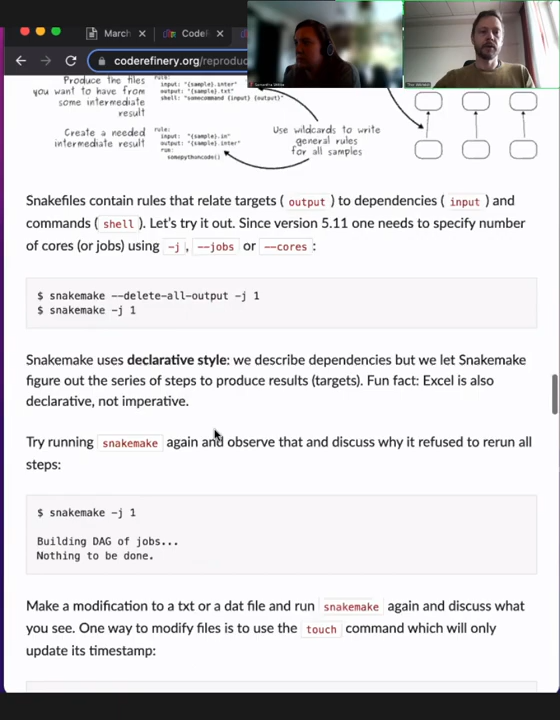 March
CodeR
coderefinery.org/reproduc
Produce the files
you want to have from
some intermediate
result
rule:
input: "{sample}.inter"
output: "{sample}.txt"
shell: "somecommand {input} {output}"
Create a needed
intermediate result
rule:
input: "{sample}.in"
output: "{sample}.inter"
run:
somepythoncode()
Use wildcards to write
general rules
for all samples
Snakefiles contain rules that relate targets ( output ) to dependencies ( input ) and
commands ( shell ). Let's try it out. Since version 5.11 one needs to specify number
of cores (or jobs) using -j , --jobs or --cores :
$ snakemake --delete-all-output -j 1
$ snakemake -j 1
Snakemake uses declarative style: we describe dependencies but we let Snakemake
figure out the series of steps to produce results (targets). Fun fact: Excel is also
declarative, not imperative.
Try running snakemake again and observe that and discuss why it refused to rerun all
steps:
$ snakemake -j 1
Building DAG of jobs...
Nothing to be done.
Make a modification to a txt or a dat file and run snakemake again and discuss what
you see. One way to modify files is to use the touch command which will only
update its timestamp: